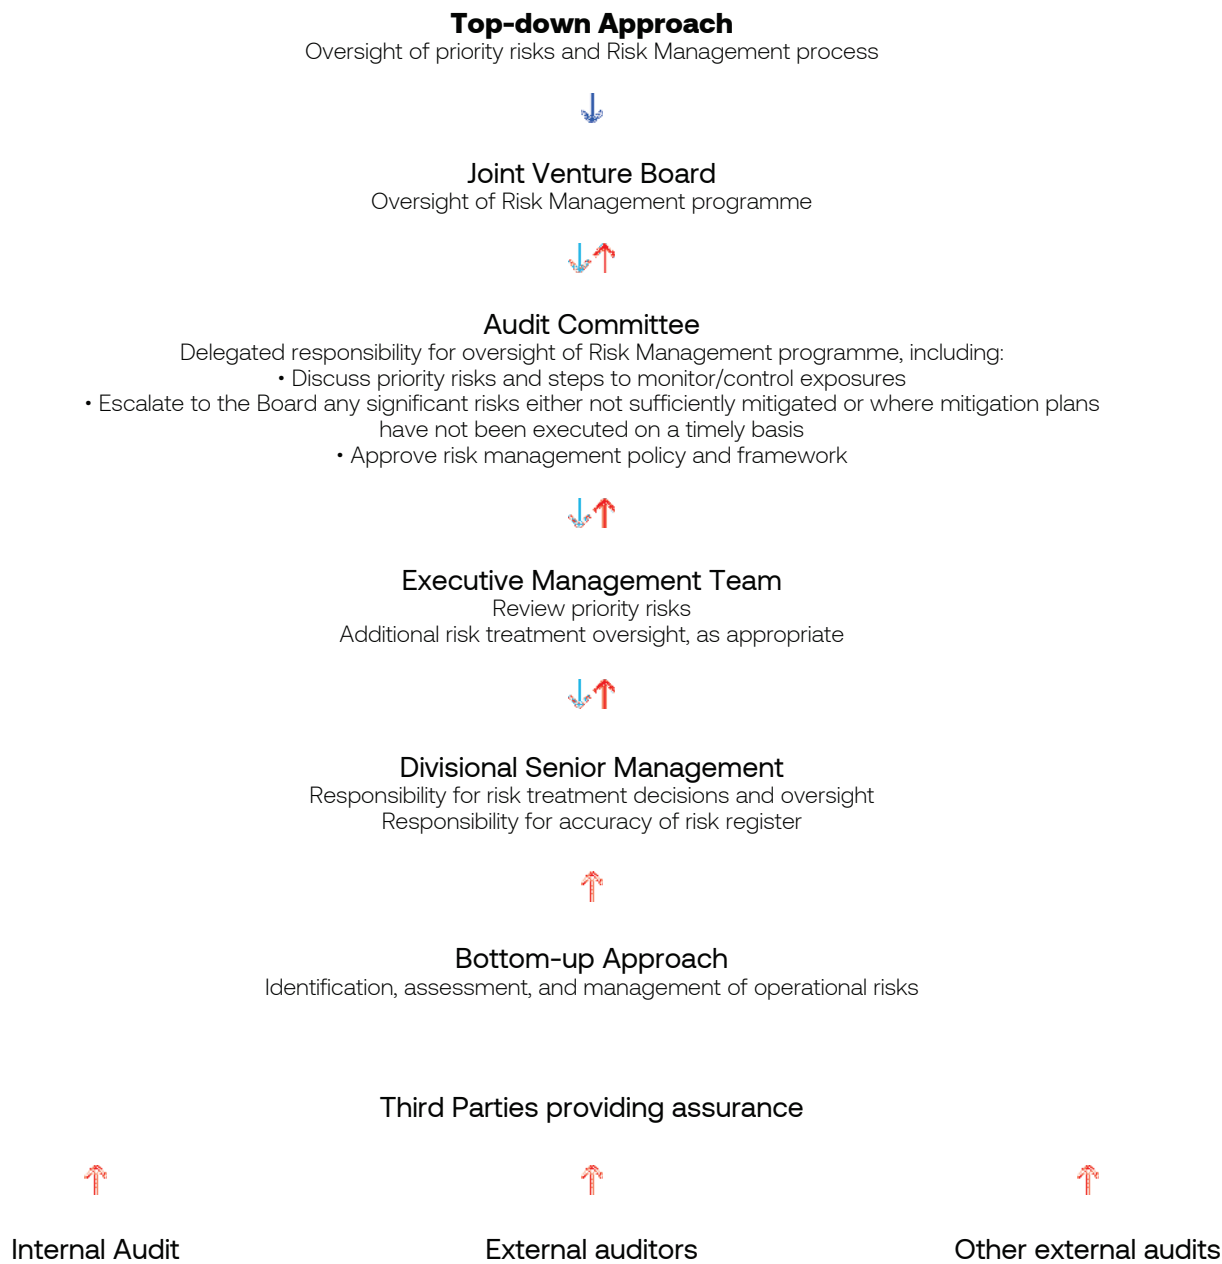 Top-down Approach
Oversight of priority risks and Risk Management process
Joint Venture Board
Oversight of Risk Management programme
Audit Committee
Delegated responsibility for oversight of Risk Management programme, including:
• Discuss priority risks and steps to monitor/control exposures
• Escalate to the Board any significant risks either not sufficiently mitigated or where mitigation plans
have not been executed on a timely basis
• Approve risk management policy and framework
Executive Management Team
Review priority risks
Additional risk treatment oversight, as appropriate
Divisional Senior Management
Responsibility for risk treatment decisions and oversight
Responsibility for accuracy of risk register
Bottom-up Approach
Identification, assessment, and management of operational risks
Third Parties providing assurance
Internal Audit
External auditors
Other external audits